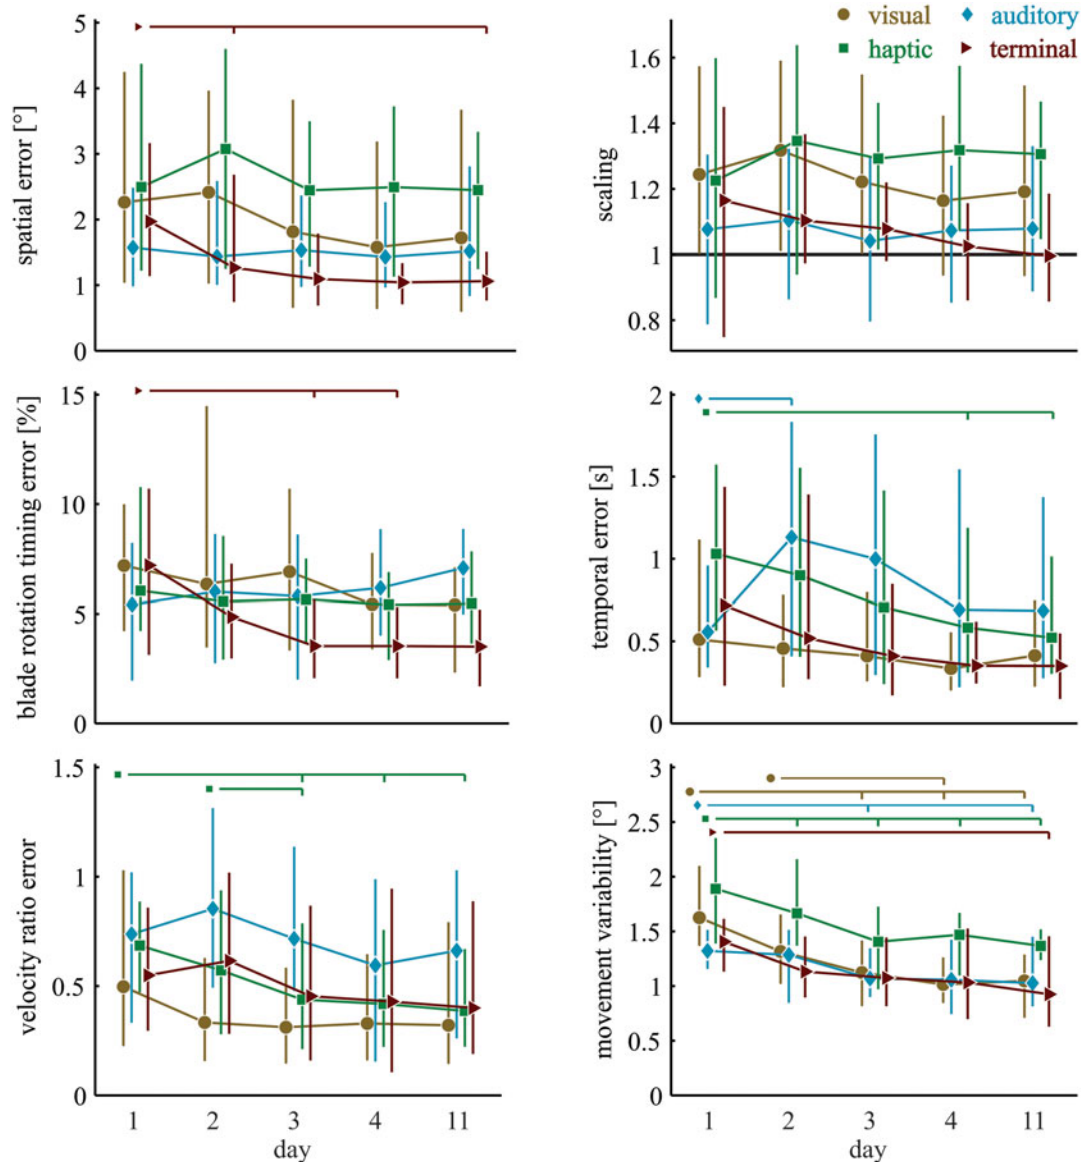 visual
auditory
haptic
terminal
spatial error [°]
5
4
3
2
1
0
scaling
1.6
1.4
1.2
1
0.8
blade rotation timing error [%]
15
10
5
0
temporal error [s]
2
1.5
1
0.5
0
velocity ratio error
1.5
1
0.5
0
1 2 3 4 11
day
movement variability [°]
3
2.5
2
1.5
1
0.5
0
1 2 3 4 11
day